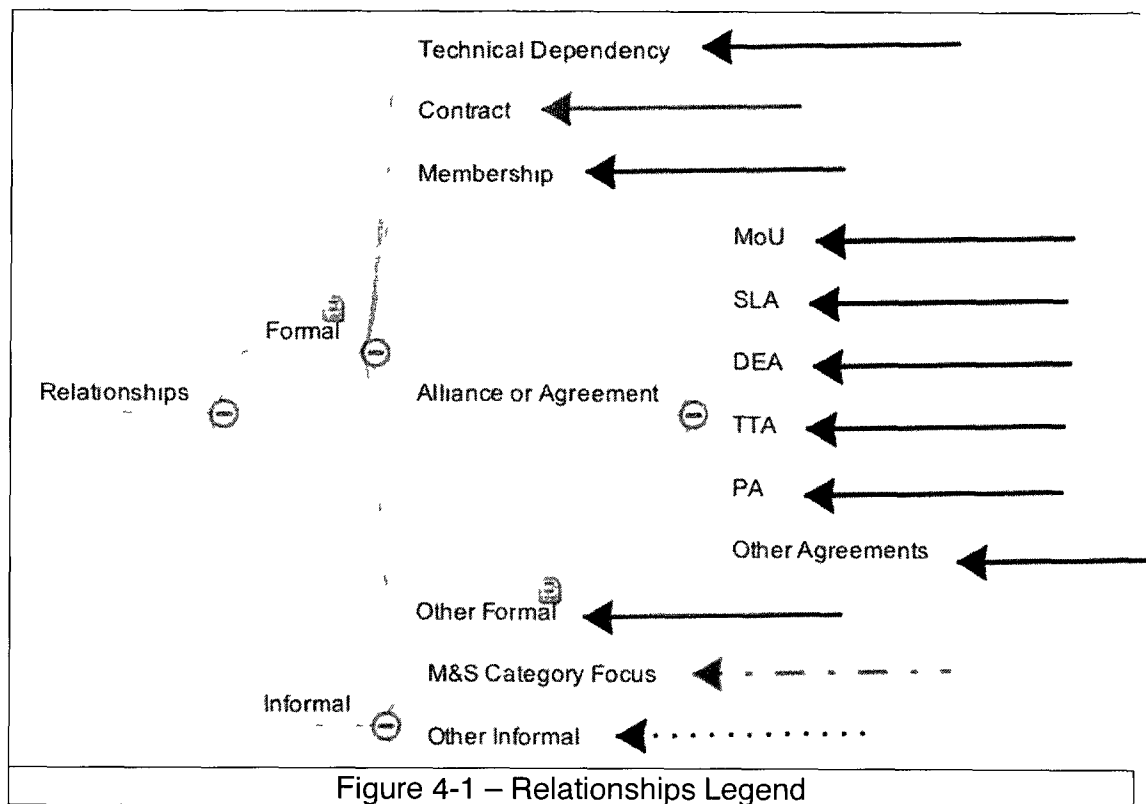 Technical Dependency
Contract
Membership
MoU
SLA
Formal
DEA
Relationships
Alliance or Agreement
TTA
PA
Other Agreements
Other Formal
M&S Category Focus
Informal
Other Informal
Figure 4-1 – Relationships Legend